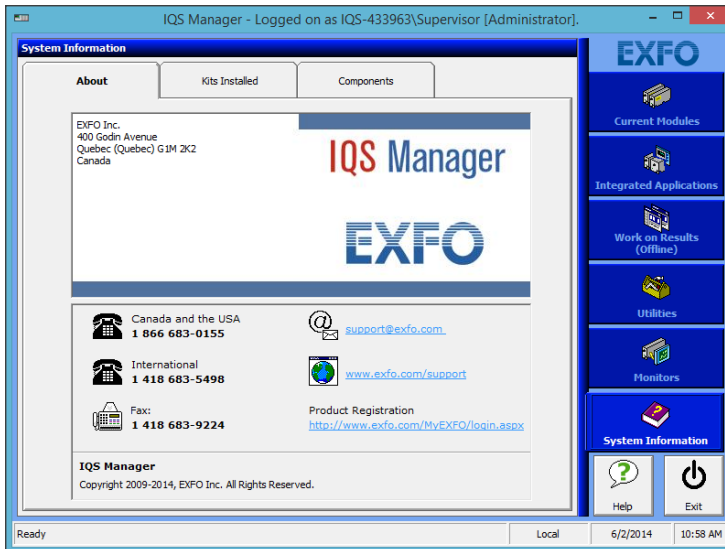 IQS Manager - Logged on as IQS-433963\Supervisor [Administrator].
System Information
About
Kits Installed
Components
EXFO Inc.
400 Godin Avenue
Quebec (Quebec) G1M 2K2
Canada
IQS Manager
EXFO
Canada and the USA
1 866 683-0155
support@exfo.com
International
1 418 683-5498
www.exfo.com/support
Fax:
1 418 683-9224
Product Registration
http://www.exfo.com/MyEXFO/login.aspx
IQS Manager
Copyright 2009-2014, EXFO Inc. All Rights Reserved.
EXFO
Current Modules
Integrated Applications
Work on Results
(Offline)
Utilities
Monitors
System Information
Help
Exit
Ready
Local
6/2/2014
10:58 AM